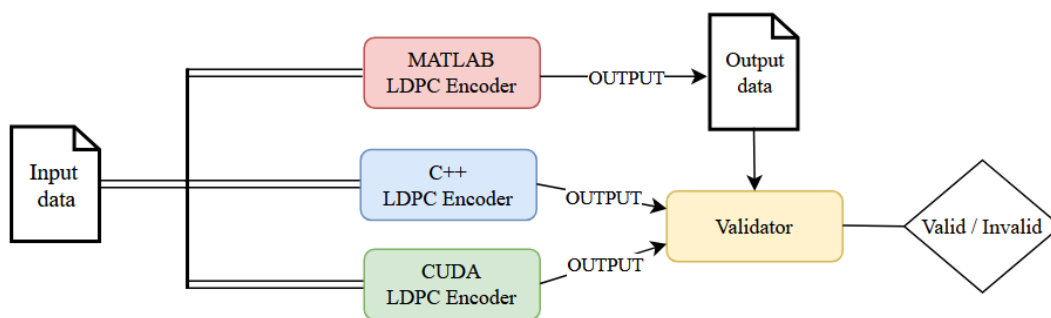 MATLAB
LDPC Encoder
OUTPUT
Output
data
Input
data
C++
LDPC Encoder
OUTPUT
Validator
Valid / Invalid
CUDA
LDPC Encoder
OUTPUT